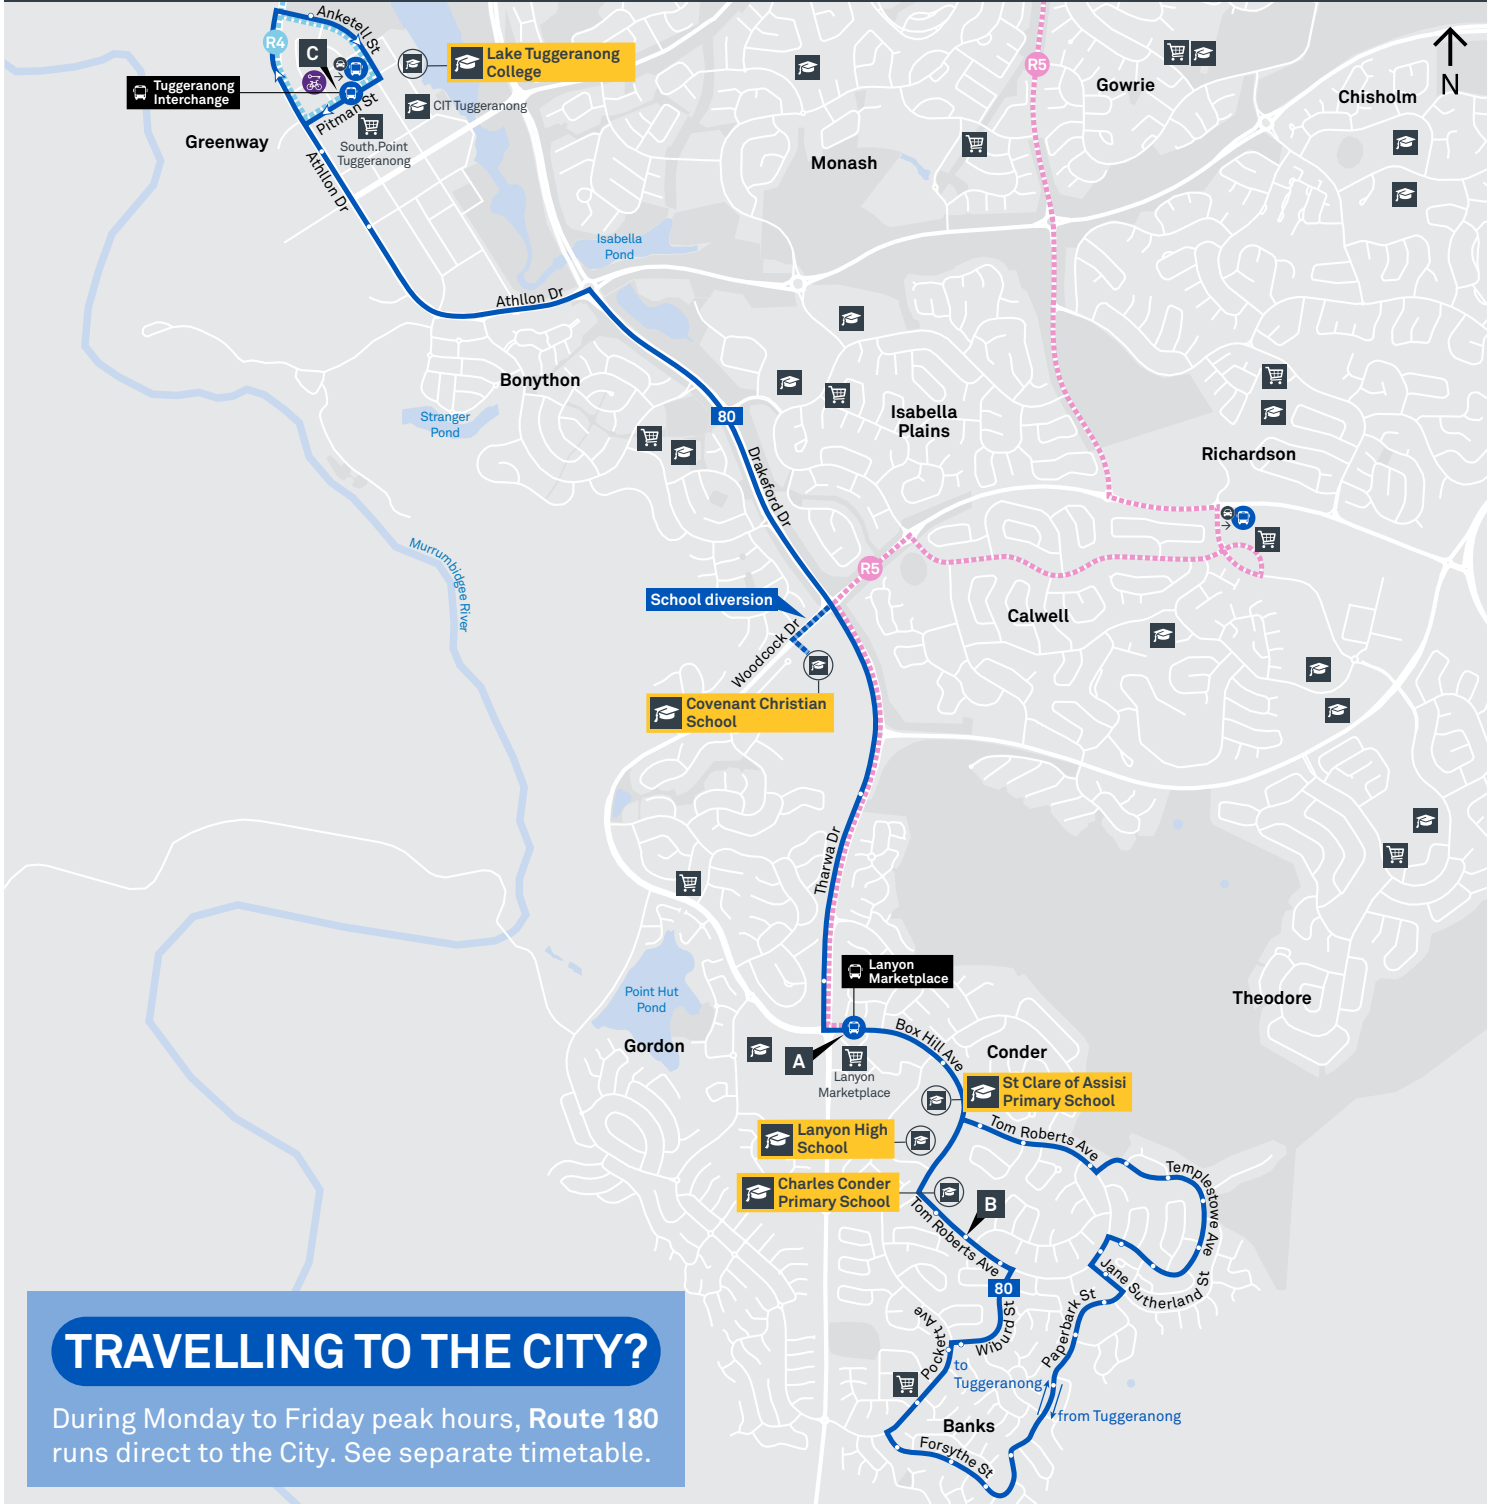 Anketell St
R4
C
Lake Tuggeranong
College
Tuggeranong
Interchange
Pitman St
CIT Tuggeranong
South.Point
Tuggeranong
Greenway
Athllon Dr
R5
Gowrie
Chisholm
N
Monash
Isabella
Pond
Athllon Dr
Bonython
Stranger
Pond
80
Isabella
Plains
Richardson
Drakeford Dr
Murrumbidgee River
R5
School diversion
Woodcock Dr
Calwell
Covenant Christian
School
Tharwa Dr
Lanyon
Marketplace
Point Hut
Pond
Theodore
Gordon
A
Box Hill Ave
Conder
Lanyon
Marketplace
St Clare of Assisi
Primary School
Lanyon High
School
Tom Roberts Ave
Charles Conder
Primary School
Templestowe Ave
B
Tom Roberts Ave
Jane Sutherland St
80
Wiburd St
Paperbark St
Pockett Ave
to
Tuggeranong
from Tuggeranong
Banks
Forsythe St
TRAVELLING TO THE CITY?
During Monday to Friday peak hours, Route 180
runs direct to the City. See separate timetable.